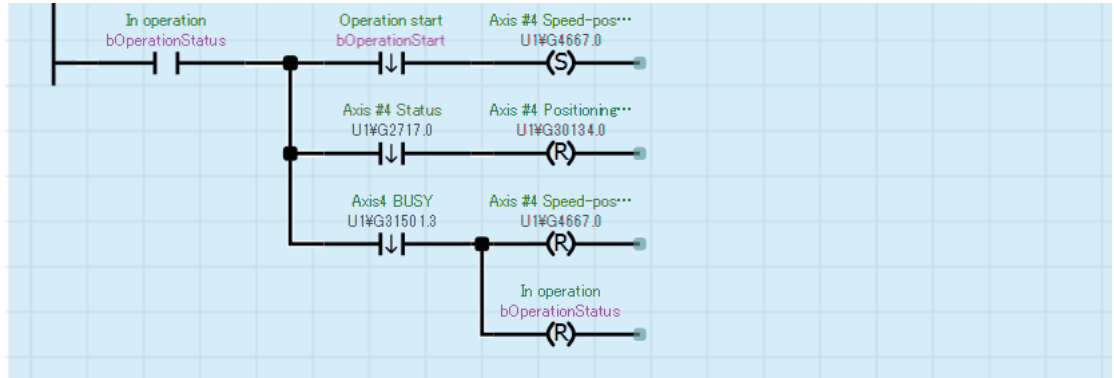 In operation
bOperationStatus
Operation start
bOperationStart
Axis #4 Speed-pos…
U1¥G4667.0
S
Axis #4 Status
U1¥G2717.0
Axis #4 Positioning…
U1¥G30134.0
R
Axis4 BUSY
U1¥G31501.3
Axis #4 Speed-pos…
U1¥G4667.0
R
In operation
bOperationStatus
R